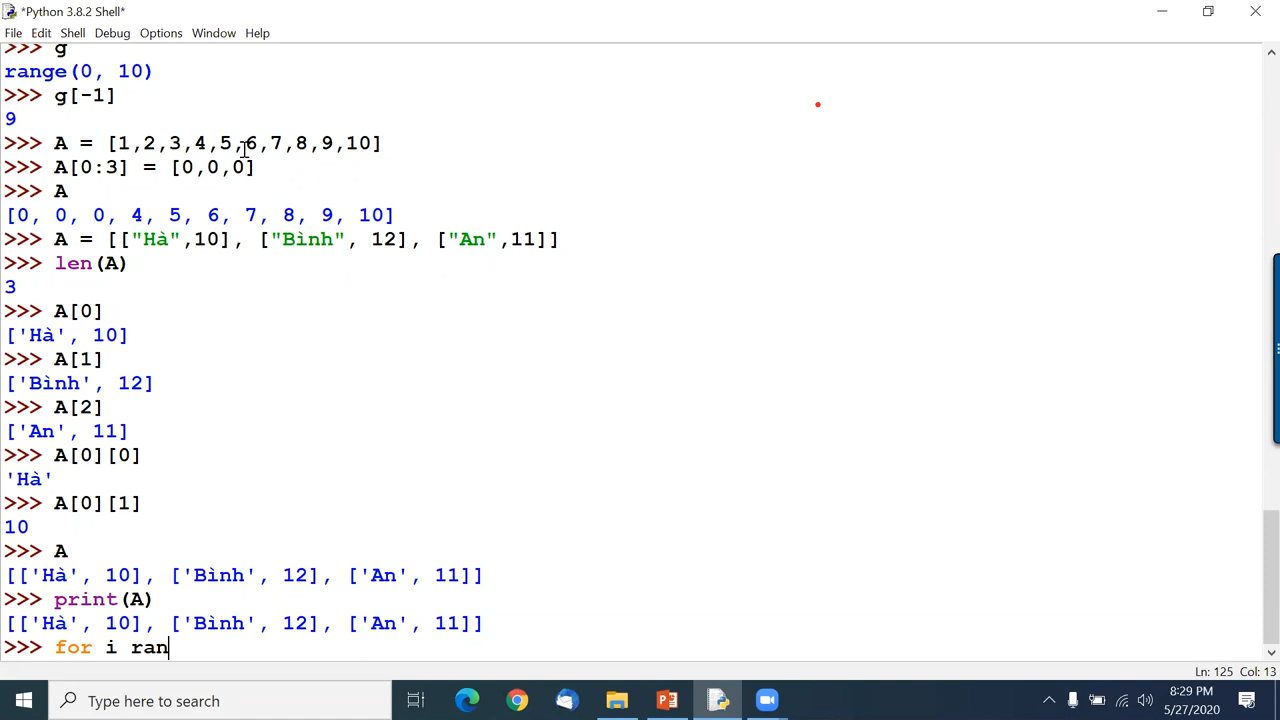 *Python 3.8.2 Shell*
File Edit Shell Debug Options Window Help
>>> g
range(0, 10)
>>> g[-1]
9
>>> A = [1,2,3,4,5,6,7,8,9,10]
>>> A[0:3] = [0,0,0]
>>> A
[0, 0, 0, 4, 5, 6, 7, 8, 9, 10]
>>> A = [["Hà",10], ["Bình", 12], ["An",11]]
>>> len(A)
3
>>> A[0]
['Hà', 10]
>>> A[1]
['Bình', 12]
>>> A[2]
['An', 11]
>>> A[0][0]
'Hà'
>>> A[0][1]
10
>>> A
[['Hà', 10], ['Bình', 12], ['An', 11]]
>>> print(A)
[['Hà', 10], ['Bình', 12], ['An', 11]]
>>> for i ran
Ln: 125 Col: 13
Type here to search
8:29 PM
5/27/2020